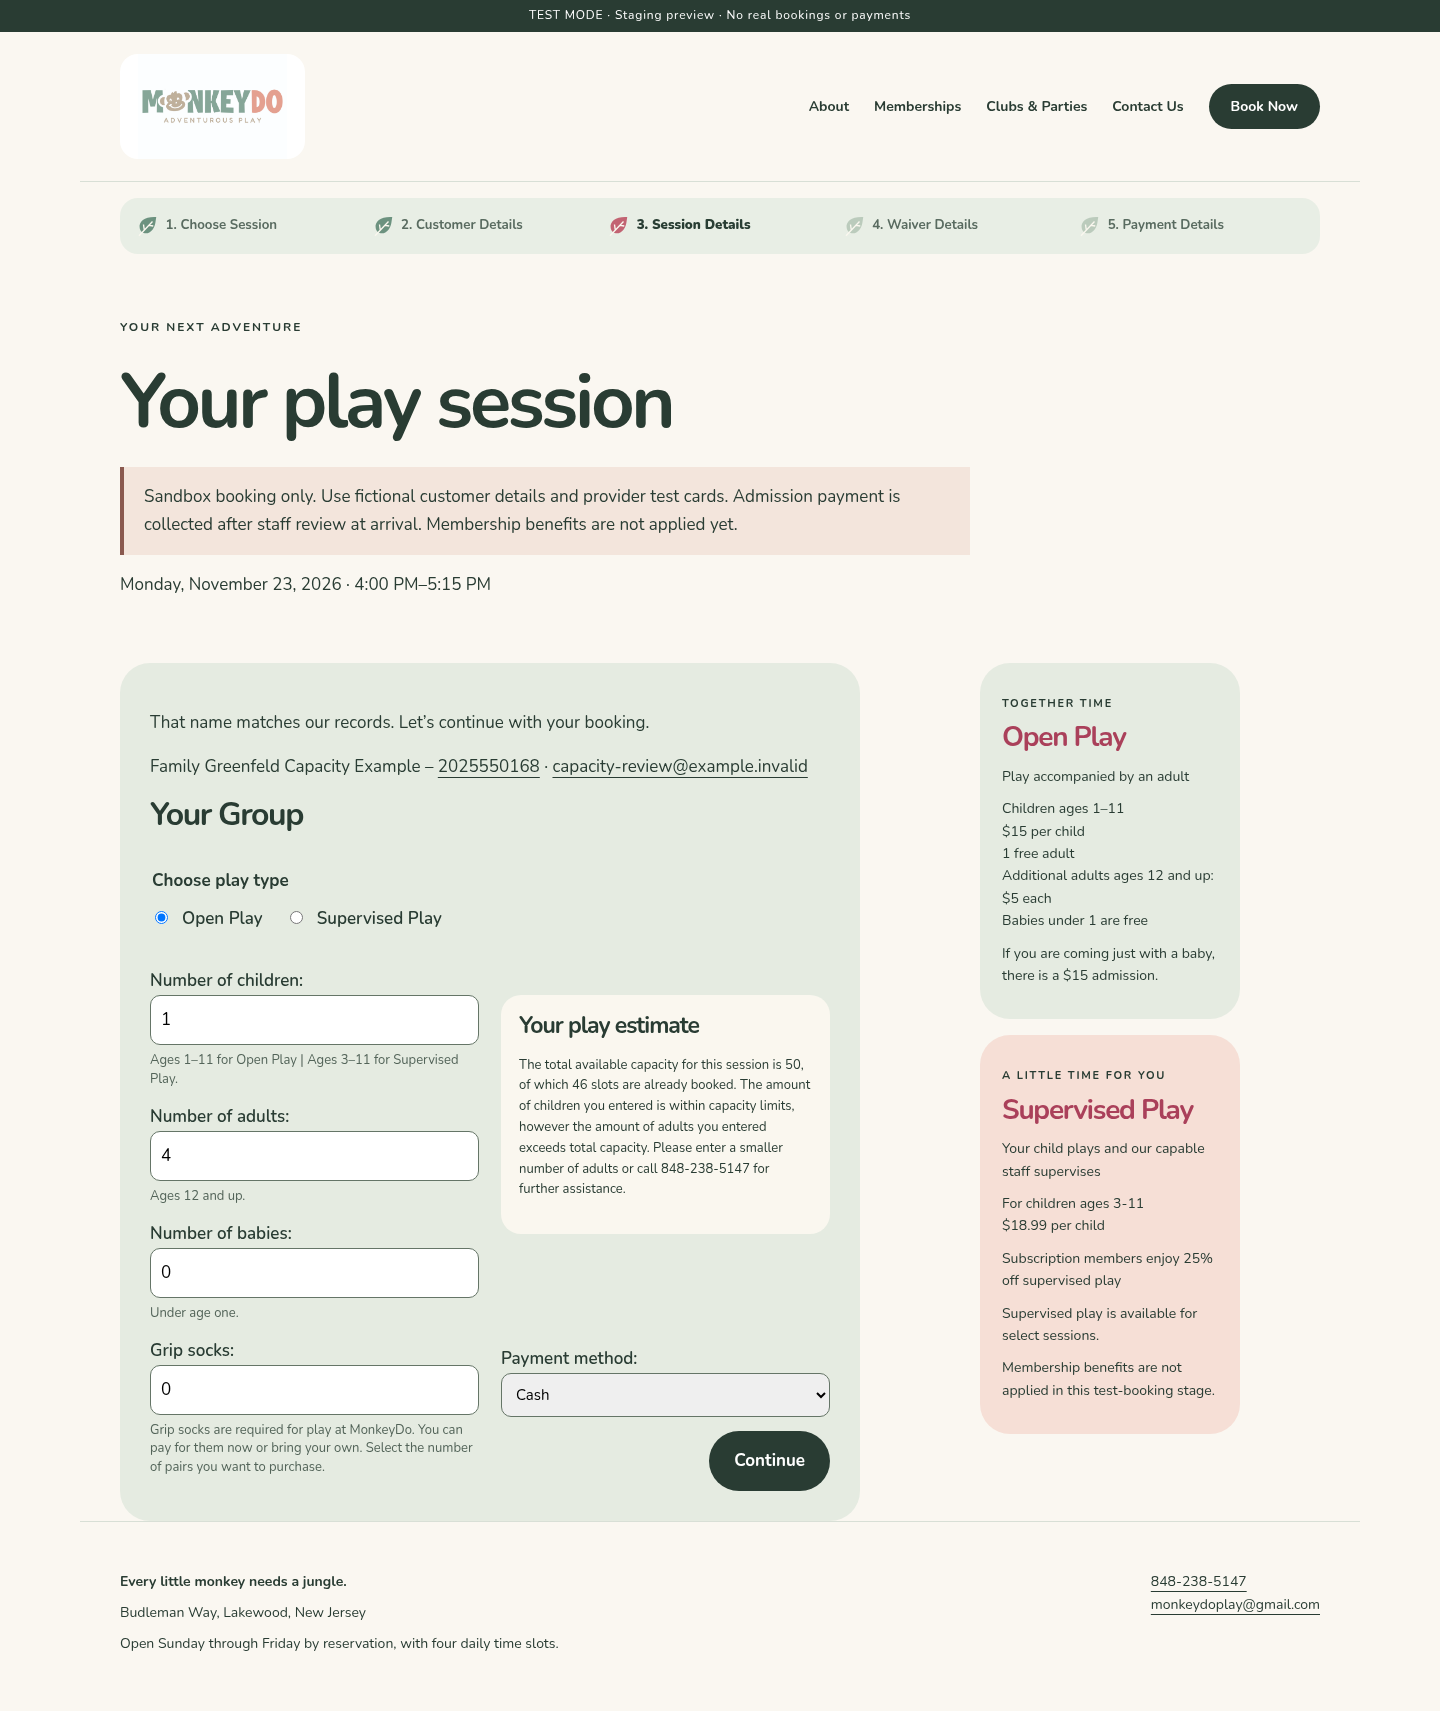 TEST MODE · Staging preview · No real bookings or payments
MONKEYDO
ADVENTUROUS PLAY
About
Memberships
Clubs & Parties
Contact Us
Book Now
1. Choose Session
2. Customer Details
3. Session Details
4. Waiver Details
5. Payment Details
YOUR NEXT ADVENTURE
Your play session
Sandbox booking only. Use fictional customer details and provider test cards. Admission payment is
collected after staff review at arrival. Membership benefits are not applied yet.
Monday, November 23, 2026 · 4:00 PM–5:15 PM
That name matches our records. Let’s continue with your booking.
Family Greenfeld Capacity Example – 2025550168 · capacity-review@example.invalid
Your Group
Choose play type
Open Play
Supervised Play
Number of children:
1
Ages 1–11 for Open Play | Ages 3–11 for Supervised
Play.
Number of adults:
4
Ages 12 and up.
Number of babies:
0
Under age one.
Grip socks:
0
Grip socks are required for play at MonkeyDo. You can
pay for them now or bring your own. Select the number
of pairs you want to purchase.
Your play estimate
The total available capacity for this session is 50,
of which 46 slots are already booked. The amount
of children you entered is within capacity limits,
however the amount of adults you entered
exceeds total capacity. Please enter a smaller
number of adults or call 848-238-5147 for
further assistance.
Payment method:
Cash
Continue
TOGETHER TIME
Open Play
Play accompanied by an adult
Children ages 1–11
$15 per child
1 free adult
Additional adults ages 12 and up:
$5 each
Babies under 1 are free
If you are coming just with a baby,
there is a $15 admission.
A LITTLE TIME FOR YOU
Supervised Play
Your child plays and our capable
staff supervises
For children ages 3-11
$18.99 per child
Subscription members enjoy 25%
off supervised play
Supervised play is available for
select sessions.
Membership benefits are not
applied in this test-booking stage.
Every little monkey needs a jungle.
Budleman Way, Lakewood, New Jersey
Open Sunday through Friday by reservation, with four daily time slots.
848-238-5147
monkeydoplay@gmail.com